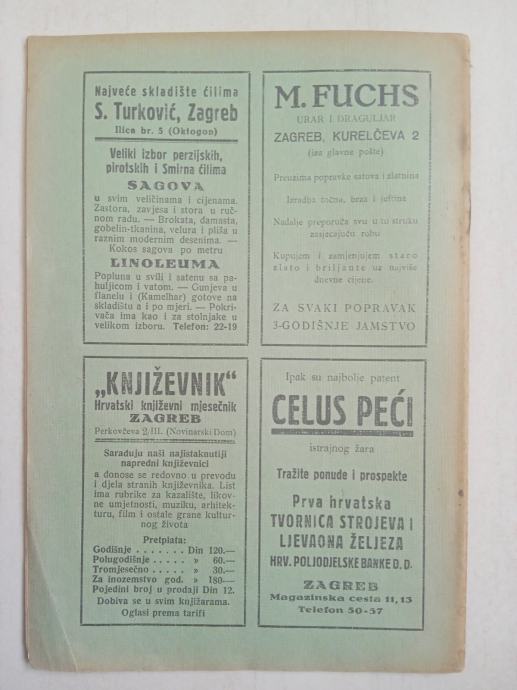 Najveće skladište ćilima
S. Turković, Zagreb
Ilica br. 5 (Oktogon)
Veliki izbor perzijskih,
pirotskih i Smirna ćilima
SAGOVA
u svim veličinama i cijenama.
Zastora, zavjesa i stora u ruč-
nom radu. — Brokata, damasta,
gobelin-tkanina, velura i pliša u
raznim modernim desenima. —
Kokos sagova po metru
LINOLEUMA
Popluna u svili i satenu sa pa-
huljicom i vatom. — Gunjeva u
flanelu i (Kamelhar) gotove na
skladištu a i po mjeri. — Pokri-
vača ima kao i za stolnjake u
velikom izboru. Telefon: 22-19
M. FUCHS
URAR I DRAGULJAR
ZAGREB, KURELČEVA 2
(iza glavne pošte)
Preuzima popravke satova i zlatnina
Izradba točna, brza i jeftina
Nadalje preporuča svu u tu struku
zasjecajuću robu
Kupujem i zamjenjujem staro
zlato i briljante uz najviše
dnevne cijene.
ZA SVAKI POPRAVAK
3-GODIŠNJE JAMSTVO
„KNJIŽEVNIK“
Hrvatski književni mjesečnik
ZAGREB
Perkovčeva 2/III. (Novinarski Dom)
Sarađuju naši najistaknutiji
napredni književnici
a donose se redovno u prevodu
i djela stranih književnika. List
ima rubrike za kazalište, likov-
ne umjetnosti, muziku, arhitek-
turu, film i ostale grane kultur-
nog života
Pretplata:
Godišnje . . . . . . . Din 120.—
Polugodišnje . . . . . » 60.—
Tromjesečno . . . . . » 30.—
Za inozemstvo god. » 180—
Pojedini broj u prodaji Din 12.
Dobiva se u svim knjižarama.
Oglasi prema tarifi
Ipak su najbolje patent
CELUS PEĆI
istrajnog žara
Tražite ponude i prospekte
Prva hrvatska
TVORNICA STROJEVA I
LJEVAONA ŽELJEZA
HRV. POLJODJELSKE BANKE D. D.
ZAGREB
Magazinska cesta 11, 13
Telefon 50-57